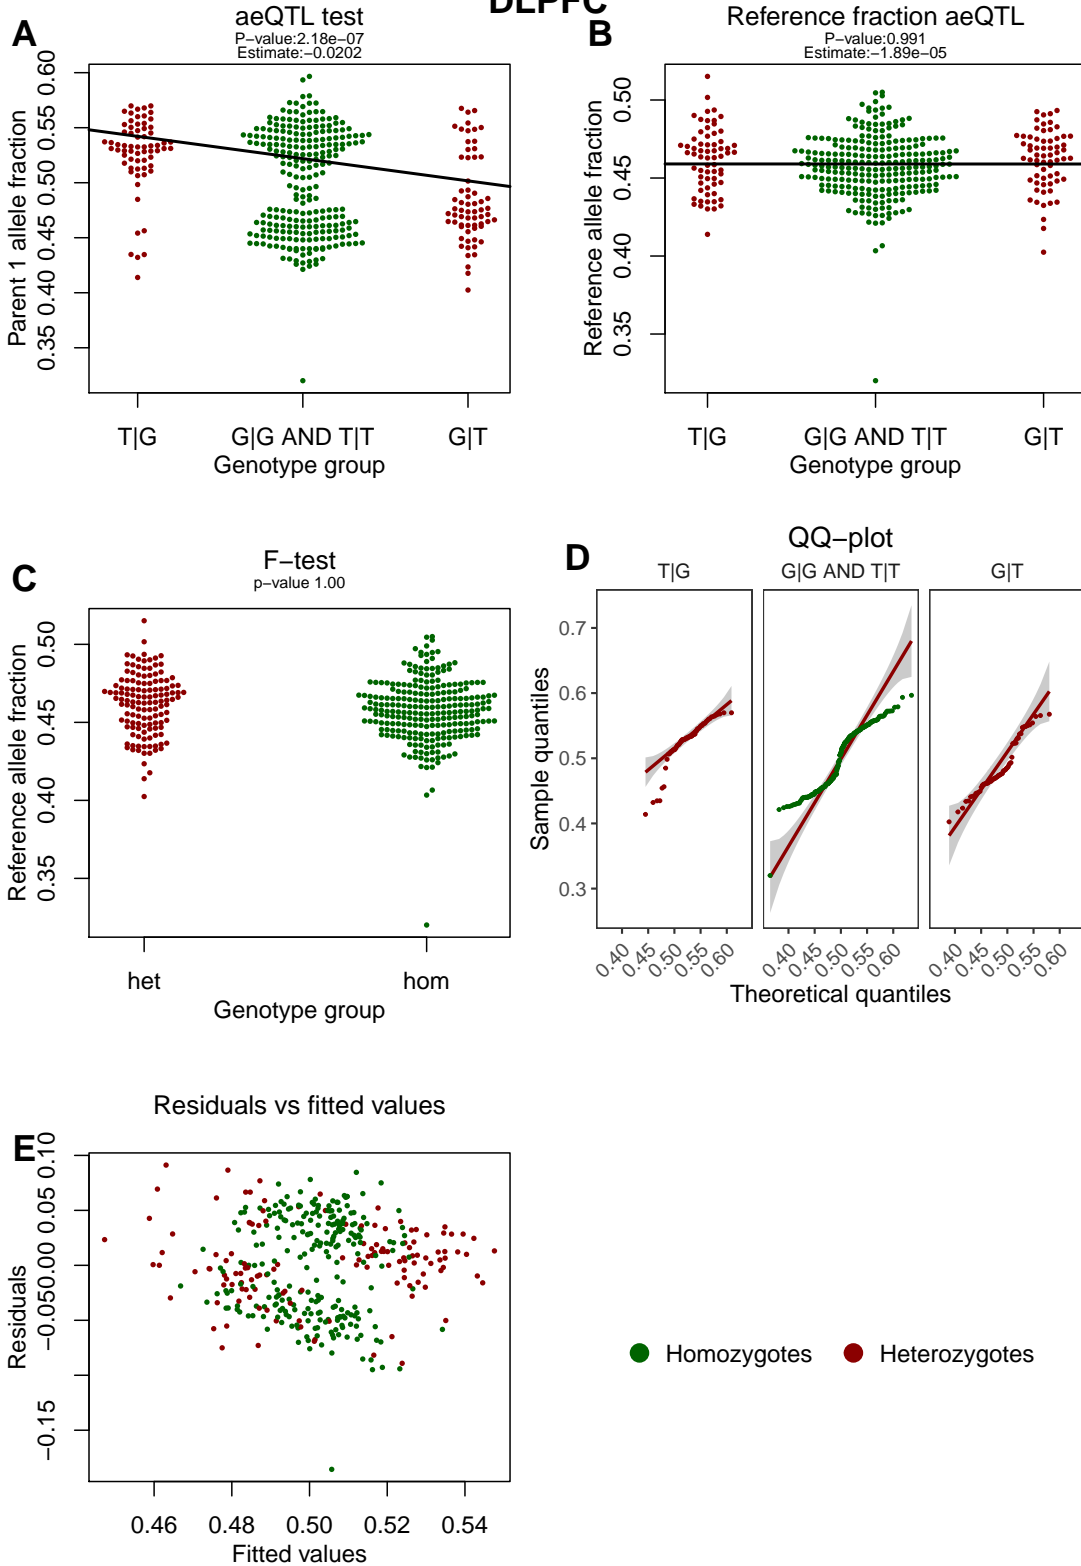 DLPFC
A
aeQTL test
P-value:2.18e-07
Estimate:-0.0202
Parent 1 allele fraction
0.60
0.55
0.50
0.45
0.40
0.35
T|G
G|G AND T|T
G|T
Genotype group
B
Reference fraction aeQTL
P-value:0.991
Estimate:-1.89e-05
Reference allele fraction
0.50
0.45
0.40
0.35
T|G
G|G AND T|T
G|T
Genotype group
C
F-test
p-value 1.00
Reference allele fraction
0.50
0.45
0.40
0.35
het
hom
Genotype group
D
QQ-plot
T|G
G|G AND T|T
G|T
Sample quantiles
0.7
0.6
0.5
0.4
0.3
0.40 0.45 0.50 0.55 0.60
0.40 0.45 0.50 0.55 0.60
0.40 0.45 0.50 0.55 0.60
Theoretical quantiles
E
Residuals vs fitted values
Residuals
0.10
0.05
0.00
-0.05
-0.15
0.46 0.48 0.50 0.52 0.54
Fitted values
Homozygotes
Heterozygotes